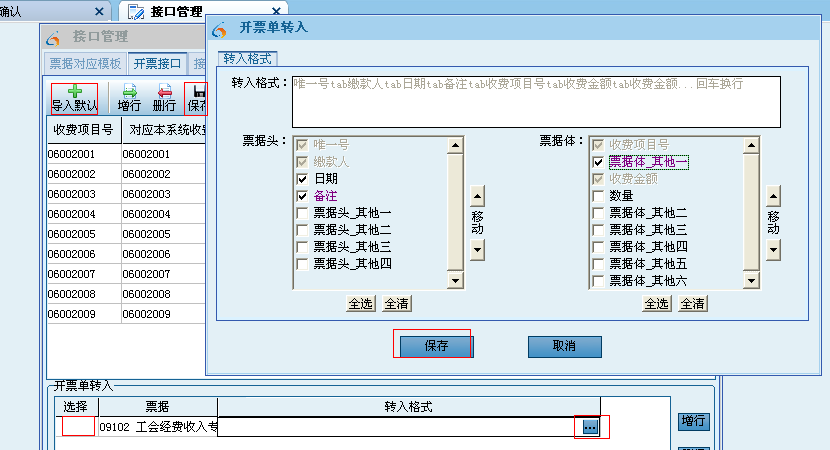 确认
接口管理
接口管理
票据对应模板 开票接口 接
导入默认 增行 删行 保存
收费项目号 对应本系统收费
06002001 06002001
06002002 06002002
06002003 06002003
06002004 06002004
06002005 06002005
06002006 06002006
06002007 06002007
06002008 06002008
06002009 06002009
开票单转入
转入格式
转入格式：
唯一号tab缴款人tab日期tab备注tab收费项目号tab收费金额tab收费金额...回车换行
票据头：
唯一号
缴款人
日期
备注
票据头_其他一
票据头_其他二
票据头_其他三
票据头_其他四
移动
全选 全清
票据体：
收费项目号
票据体_其他一
收费金额
数量
票据体_其他二
票据体_其他三
票据体_其他四
票据体_其他五
票据体_其他六
移动
全选 全清
保存 取消
开票单转入
选择 票据 转入格式
09102 工会经费收入专 ...
增行